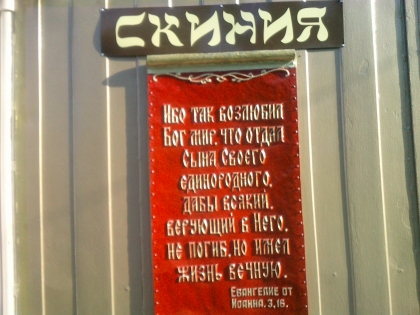 СКИНИЯ
Ибо так возлюбил
Бог мир, что отдал
Сына Своего
единородного,
дабы всякий,
верующий в Него,
не погиб, но имел
жизнь вечную.
Евангелие от
Иоанна. 3,16.